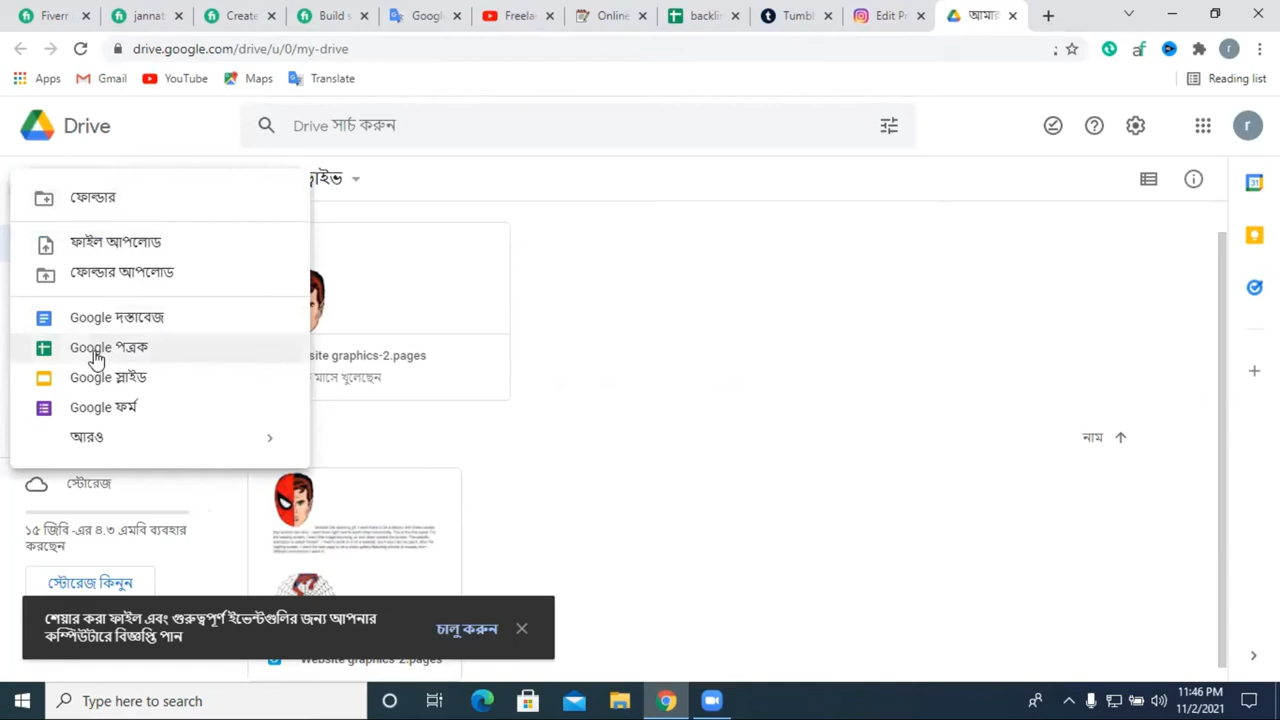 Fiverr
jannat
Create
Build s
Googl
Freela
Online
backlin
Tumbl
Edit Pr
আমার
drive.google.com/drive/u/0/my-drive
r
Apps
Gmail
YouTube
Maps
Translate
Reading list
Drive
Drive সার্চ করুন
r
ফোল্ডার
ফাইল আপলোড
ফোল্ডার আপলোড
Google দস্তাবেজ
Google পত্রক
Google স্লাইড
Google ফর্ম
আরও
site graphics-2.pages
মাসে খুলেছেন
নাম
স্টোরেজ
১৫ জিবি -এর ৪.৩ এমবি ব্যবহার
করছেন
স্টোরেজ কিনুন
শেয়ার করা ফাইল এবং গুরুত্বপূর্ণ ইভেন্টগুলির জন্য আপনার
কম্পিউটারে বিজ্ঞপ্তি পান
চালু করুন
Website graphics-2.pages
Type here to search
11:46 PM
11/2/2021